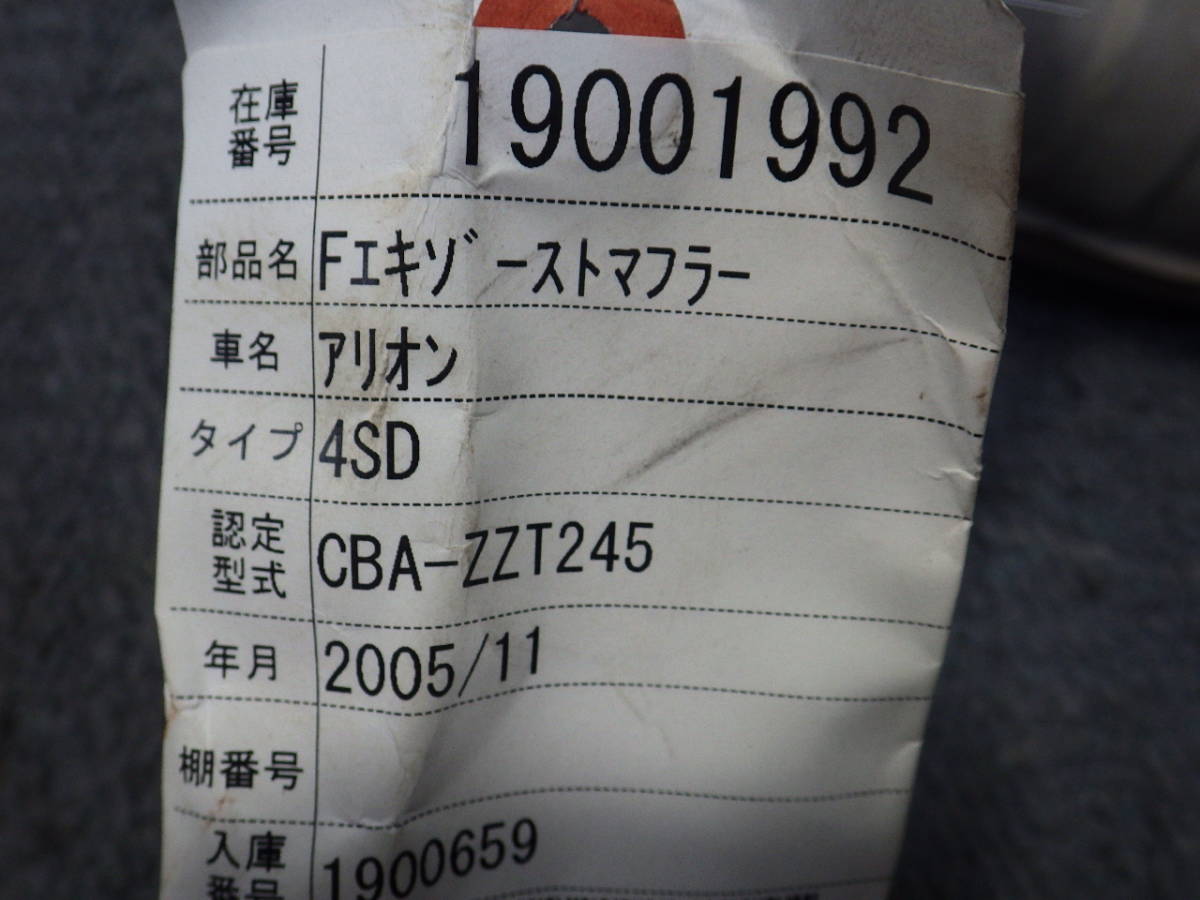 在庫番号 19001992
部品名 Fｴｷｿﾞｰｽﾄﾏﾌﾗｰ
車名 ｱﾘｵﾝ
タイプ 4SD
認定型式 CBA-ZZT245
年月 2005/11
棚番号
入庫番号 1900659